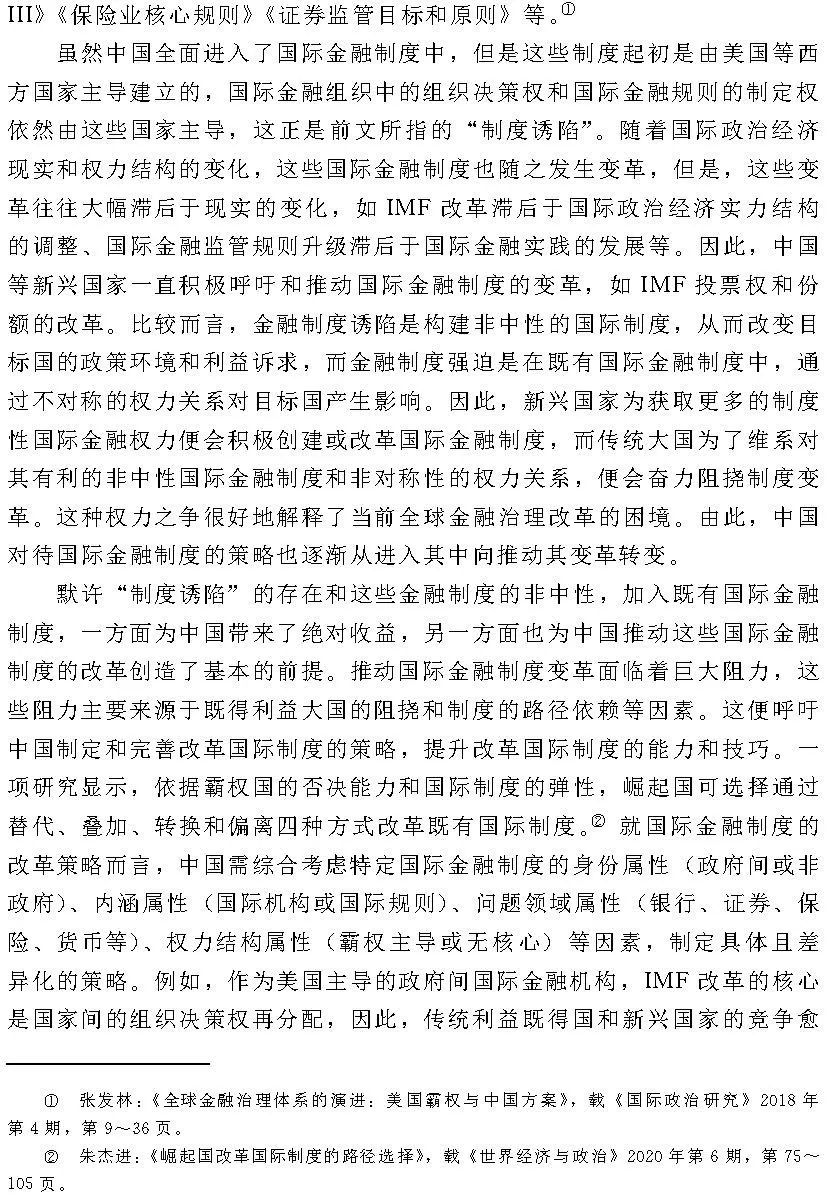 III》《保险业核心规则》《证券监管目标和原则》等。①
虽然中国全面进入了国际金融制度中，但是这些制度起初是由美国等西
方国家主导建立的，国际金融组织中的组织决策权和国际金融规则的制定权
依然由这些国家主导，这正是前文所指的“制度诱陷”。随着国际政治经济
现实和权力结构的变化，这些国际金融制度也随之发生变革，但是，这些变
革往往大幅滞后于现实的变化，如 IMF 改革滞后于国际政治经济实力结构
的调整、国际金融监管规则升级滞后于国际金融实践的发展等。因此，中国
等新兴国家一直积极呼吁和推动国际金融制度的变革，如 IMF 投票权和份
额的改革。比较而言，金融制度诱陷是构建非中性的国际制度，从而改变目
标国的政策环境和利益诉求，而金融制度强迫是在既有国际金融制度中，通
过不对称的权力关系对目标国产生影响。因此，新兴国家为获取更多的制度
性国际金融权力便会积极创建或改革国际金融制度，而传统大国为了维系对
其有利的非中性国际金融制度和非对称性的权力关系，便会奋力阻挠制度变
革。这种权力之争很好地解释了当前全球金融治理改革的困境。由此，中国
对待国际金融制度的策略也逐渐从进入其中向推动其变革转变。
默许“制度诱陷”的存在和这些金融制度的非中性，加入既有国际金融
制度，一方面为中国带来了绝对收益，另一方面也为中国推动这些国际金融
制度的改革创造了基本的前提。推动国际金融制度变革面临着巨大阻力，这
些阻力主要来源于既得利益大国的阻挠和制度的路径依赖等因素。这便呼吁
中国制定和完善改革国际制度的策略，提升改革国际制度的能力和技巧。一
项研究显示，依据霸权国的否决能力和国际制度的弹性，崛起国可选择通过
替代、叠加、转换和偏离四种方式改革既有国际制度。② 就国际金融制度的
改革策略而言，中国需综合考虑特定国际金融制度的身份属性（政府间或非
政府）、内涵属性（国际机构或国际规则）、问题领域属性（银行、证券、保
险、货币等）、权力结构属性（霸权主导或无核心）等因素，制定具体且差
异化的策略。例如，作为美国主导的政府间国际金融机构，IMF 改革的核心
是国家间的组织决策权再分配，因此，传统利益既得国和新兴国家的竞争愈
① 张发林：《全球金融治理体系的演进：美国霸权与中国方案》，载《国际政治研究》2018 年
第 4 期，第 9～36 页。
② 朱杰进：《崛起国改革国际制度的路径选择》，载《世界经济与政治》2020 年第 6 期，第 75～
105 页。